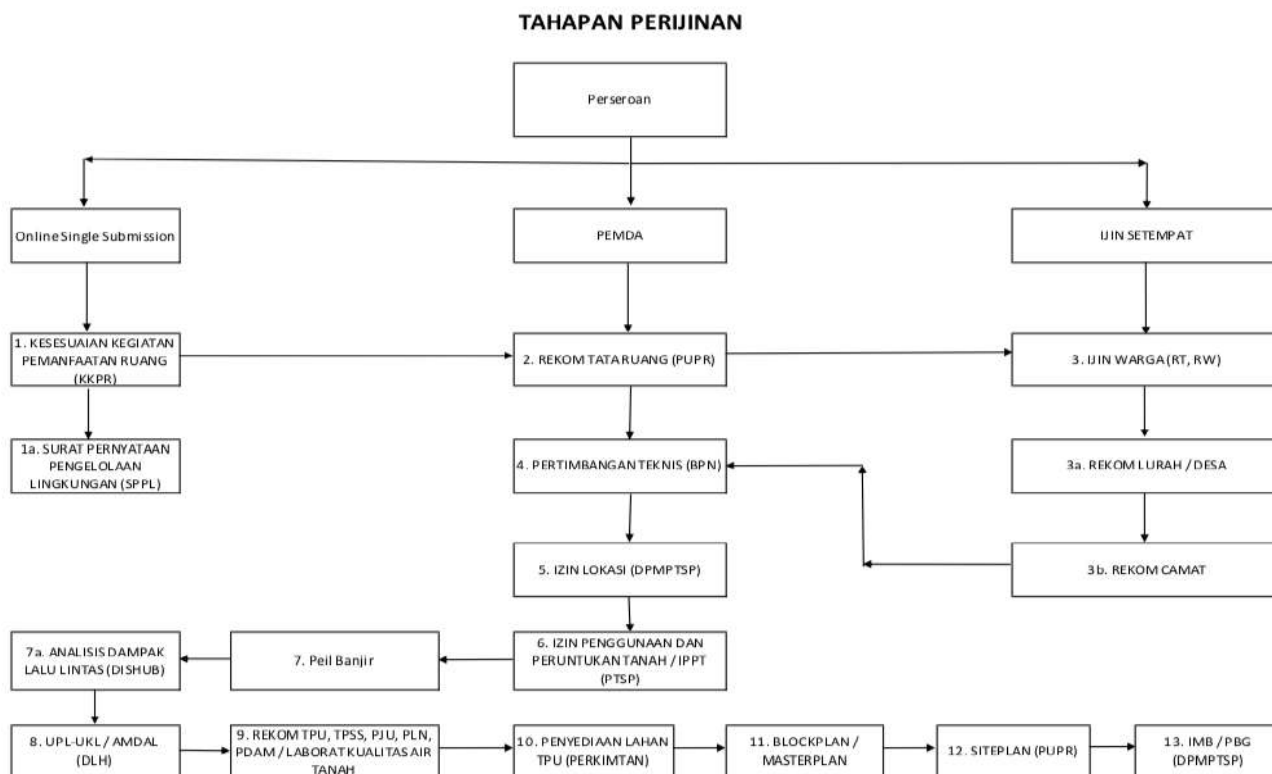 TAHAPAN PERIJINAN
Perseroan
Online Single Submission
PEMDA
IJIN SETEMPAT
1. KESESUAIAN KEGIATAN
PEMANFAATAN RUANG
(KKPR)
2. REKOM TATA RUANG (PUPR)
3. IJIN WARGA (RT, RW)
1a. SURAT PERNYATAAN
PENGELOLAAN
LINGKUNGAN (SPPL)
4. PERTIMBANGAN TEKNIS (BPN)
3a. REKOM LURAH / DESA
5. IZIN LOKASI (DPMPTSP)
3b. REKOM CAMAT
7a. ANALISIS DAMPAK
LALU LINTAS (DISHUB)
7. Peil Banjir
6. IZIN PENGGUNAAN DAN
PERUNTUKAN TANAH / IPPT
(PTSP)
8. UPL-UKL / AMDAL
(DLH)
9. REKOM TPU, TPSS, PJU, PLN,
PDAM / LABORAT KUALITAS AIR
TANAH
10. PENYEDIAAN LAHAN
TPU (PERKIMTAN)
11. BLOCKPLAN /
MASTERPLAN
12. SITEPLAN (PUPR)
13. IMB / PBG
(DPMPTSP)